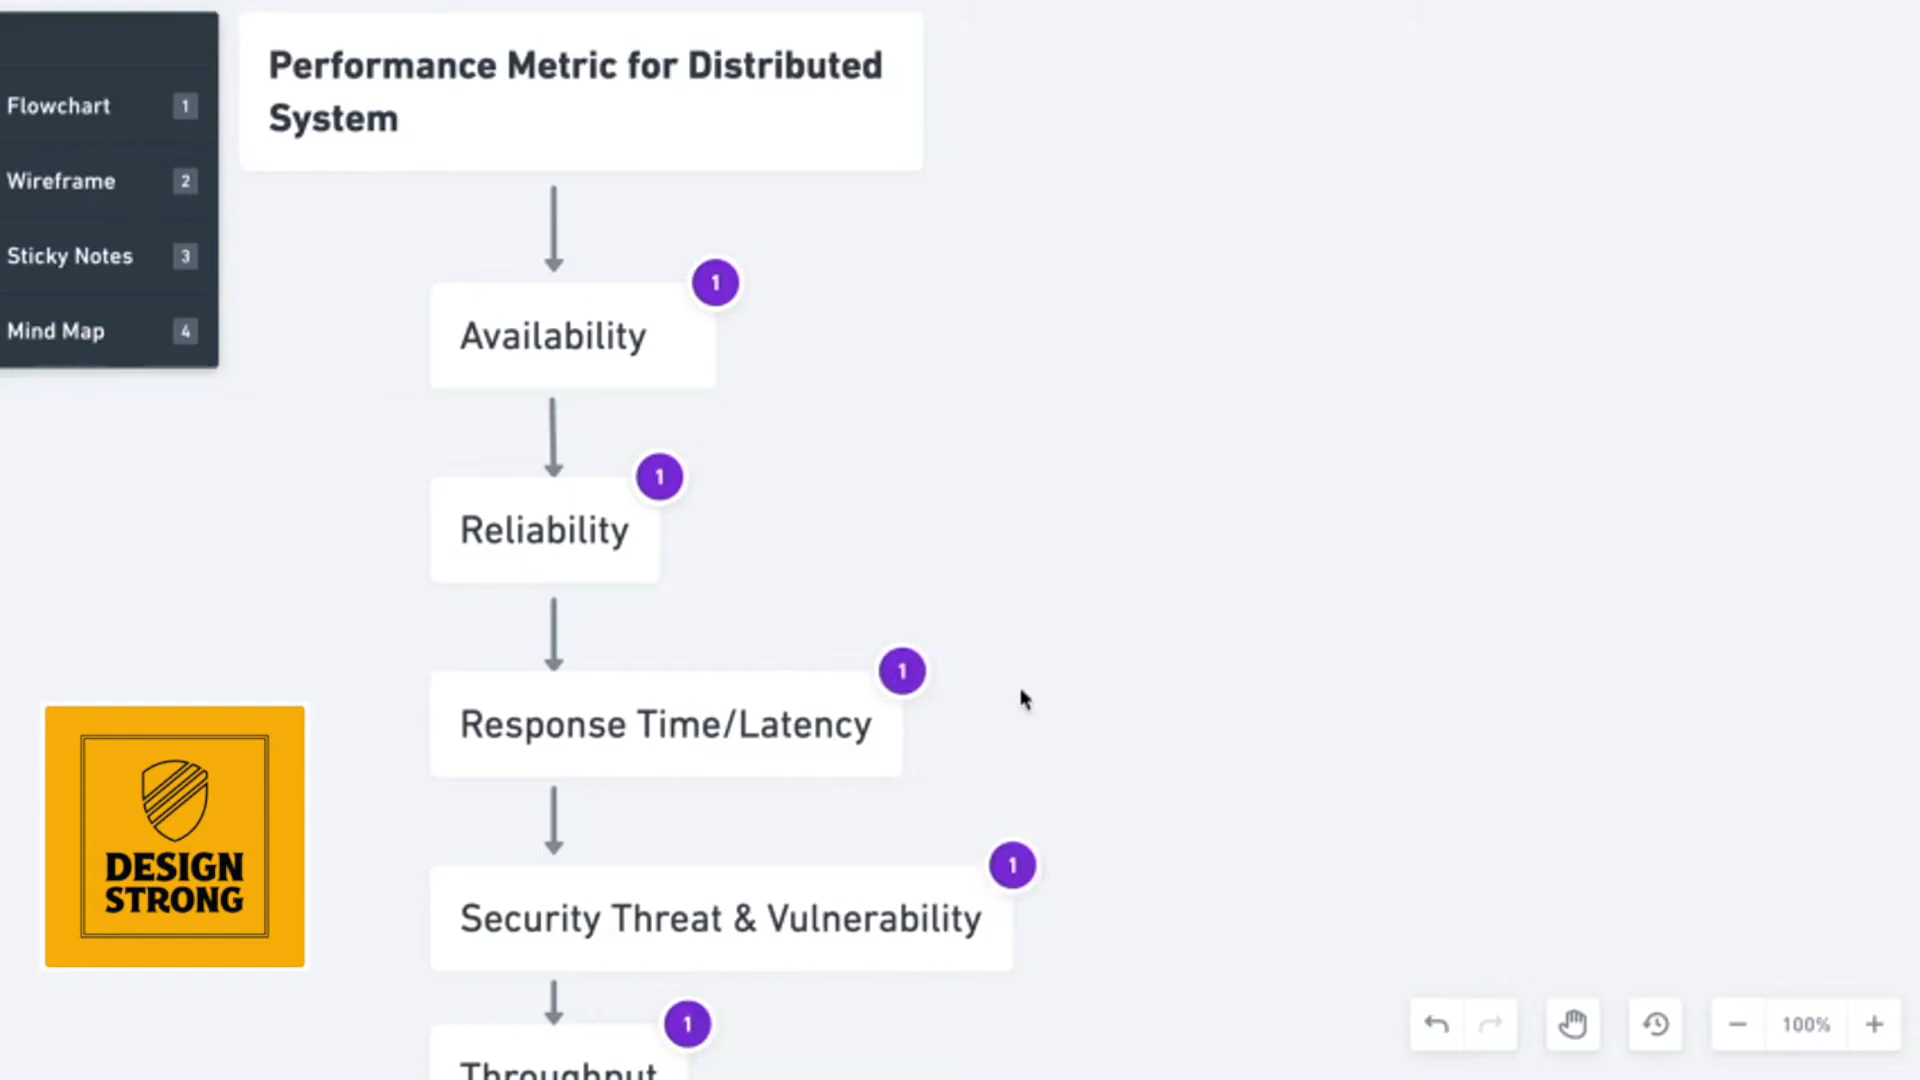 Performance Metric for Distributed
System
Flowchart 1
Wireframe 2
Sticky Notes 3
Mind Map 4
1
Availability
1
Reliability
1
Response Time/Latency
1
Security Threat & Vulnerability
1
Throughput
DESIGN
STRONG
100%